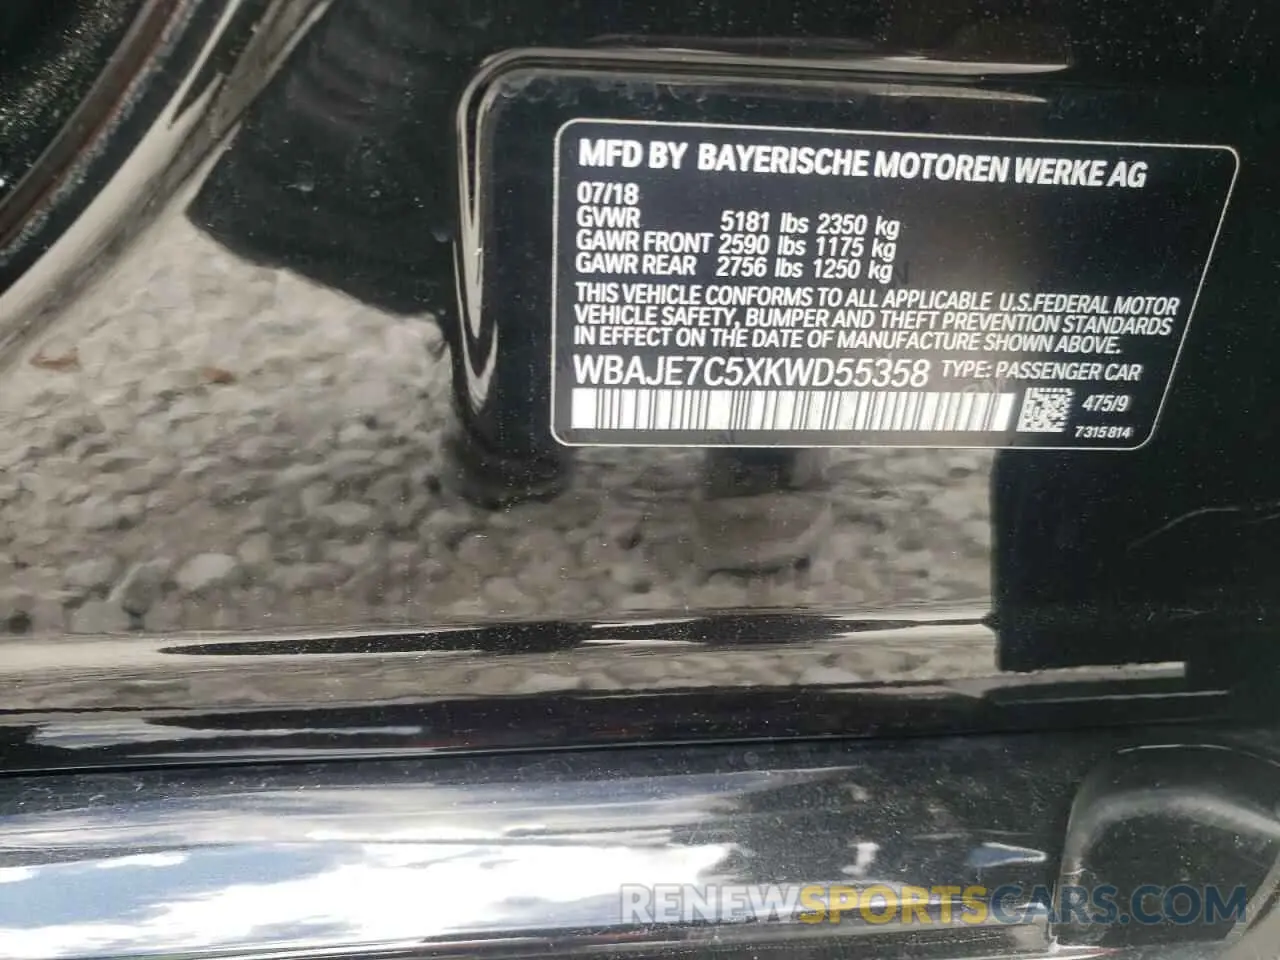 MFD BY BAYERISCHE MOTOREN WERKE AG
07/18
GVWR 5181 lbs 2350 kg
GAWR FRONT 2590 lbs 1175 kg
GAWR REAR 2756 lbs 1250 kg
THIS VEHICLE CONFORMS TO ALL APPLICABLE U.S.FEDERAL MOTOR
VEHICLE SAFETY, BUMPER AND THEFT PREVENTION STANDARDS
IN EFFECT ON THE DATE OF MANUFACTURE SHOWN ABOVE.
WBAJE7C5XKWD55358 TYPE: PASSENGER CAR
475/9
7315814
RENEWSPORTSCARS.COM